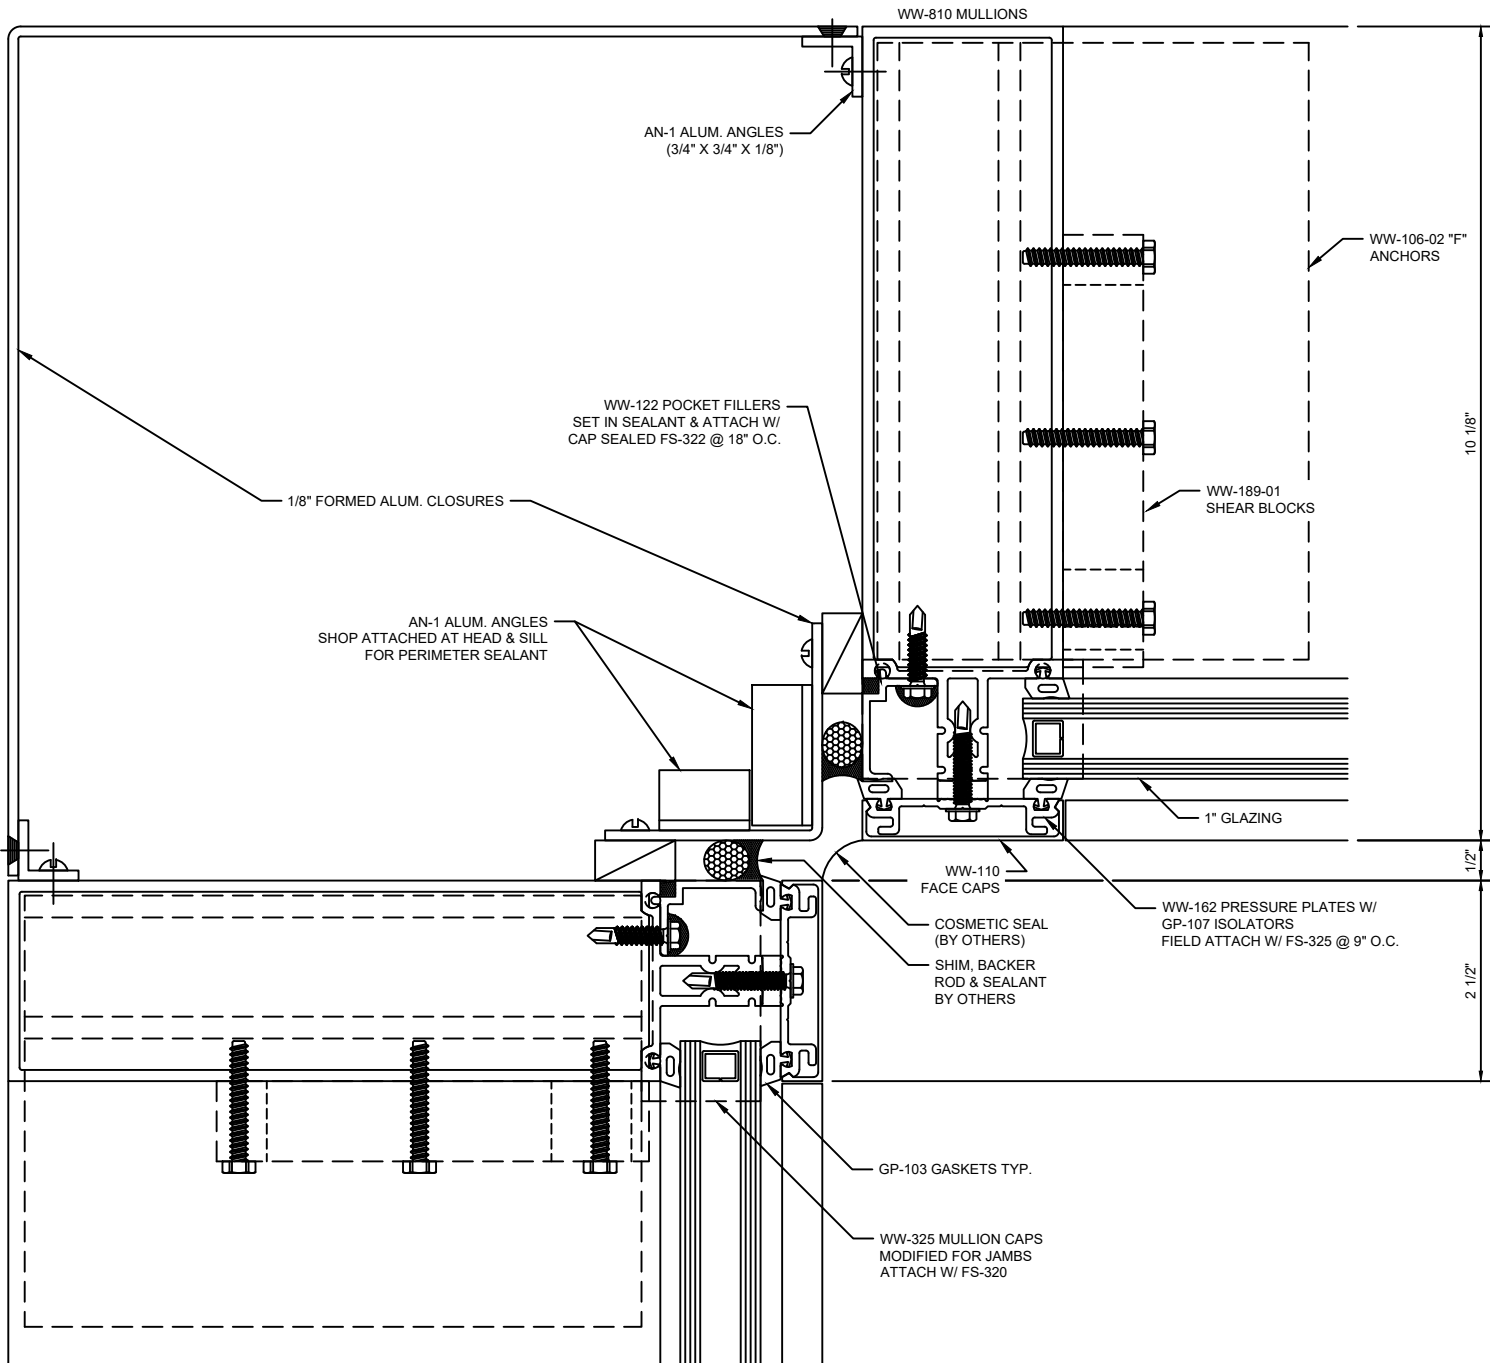 WW-810 MULLIONS
AN-1 ALUM. ANGLES
(3/4" X 3/4" X 1/8")
WW-106-02 "F"
ANCHORS
WW-122 POCKET FILLERS
SET IN SEALANT & ATTACH W/
CAP SEALED FS-322 @ 18" O.C.
10 1/8"
1/8" FORMED ALUM. CLOSURES
WW-189-01
SHEAR BLOCKS
AN-1 ALUM. ANGLES
SHOP ATTACHED AT HEAD & SILL
FOR PERIMETER SEALANT
1" GLAZING
1/2"
WW-110
FACE CAPS
WW-162 PRESSURE PLATES W/
GP-107 ISOLATORS
FIELD ATTACH W/ FS-325 @ 9" O.C.
COSMETIC SEAL
(BY OTHERS)
SHIM, BACKER
ROD & SEALANT
BY OTHERS
2 1/2"
GP-103 GASKETS TYP.
WW-325 MULLION CAPS
MODIFIED FOR JAMBS
ATTACH W/ FS-320